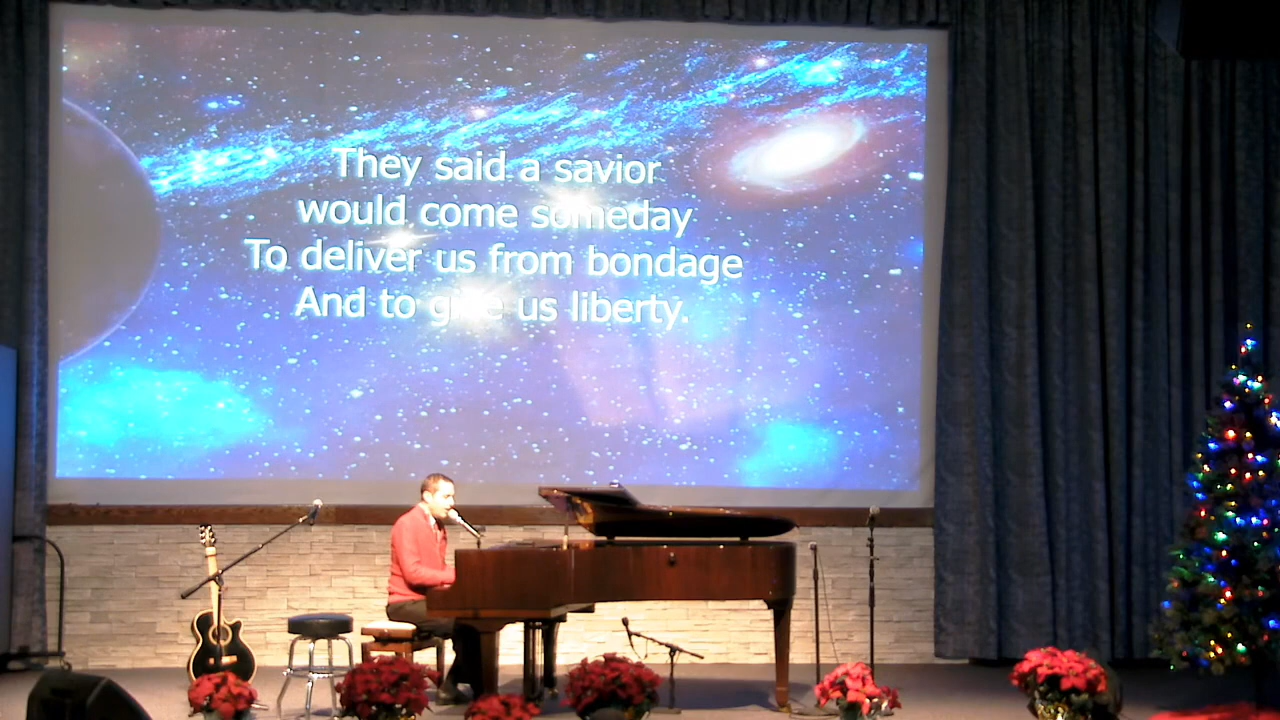 They said a savior
would come someday
To deliver us from bondage
And to give us liberty.